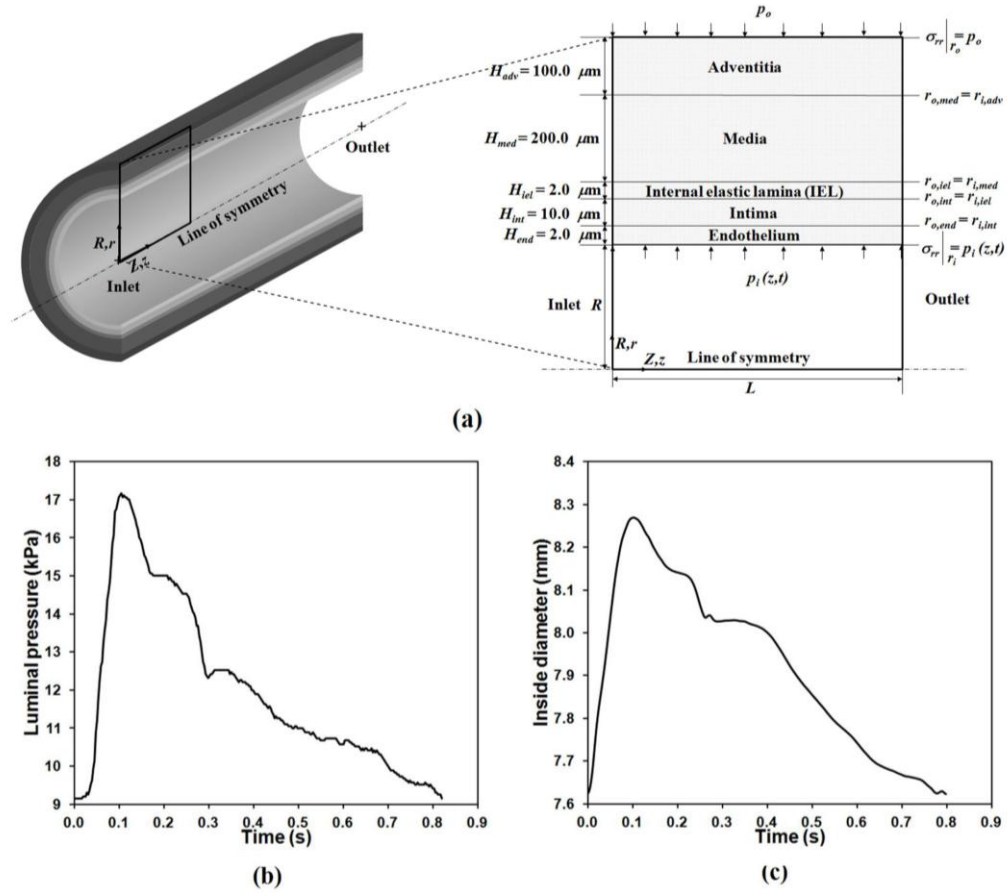 p_o
σ_rr|r_o = p_o
Adventitia
H_adv = 100.0 μm
r_o,med = r_i,adv
H_med = 200.0 μm
Media
Outlet
Line of symmetry
R,r
Z,z
Inlet
r_o,iel = r_i,med
H_iel = 2.0 μm
Internal elastic lamina (IEL)
r_o,int = r_i,iel
H_int = 10.0 μm
Intima
r_o,end = r_i,int
H_end = 2.0 μm
Endothelium
σ_rr|r_i = p_i (z,t)
p_i (z,t)
Inlet R
Outlet
R,r
Z,z
Line of symmetry
L
(a)
18
17
16
15
14
13
12
11
10
9
Luminal pressure (kPa)
0.0 0.1 0.2 0.3 0.4 0.5 0.6 0.7 0.8 0.9
Time (s)
(b)
8.4
8.3
8.2
8.1
8.0
7.9
7.8
7.7
7.6
Inside diameter (mm)
0.0 0.1 0.2 0.3 0.4 0.5 0.6 0.7 0.8 0.9
Time (s)
(c)